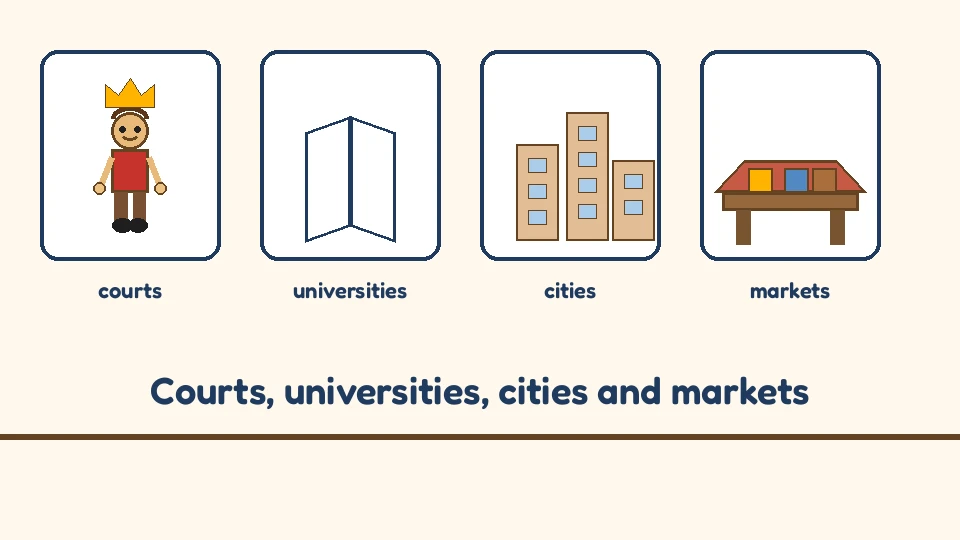 courts
universities
cities
markets
Courts, universities, cities and markets